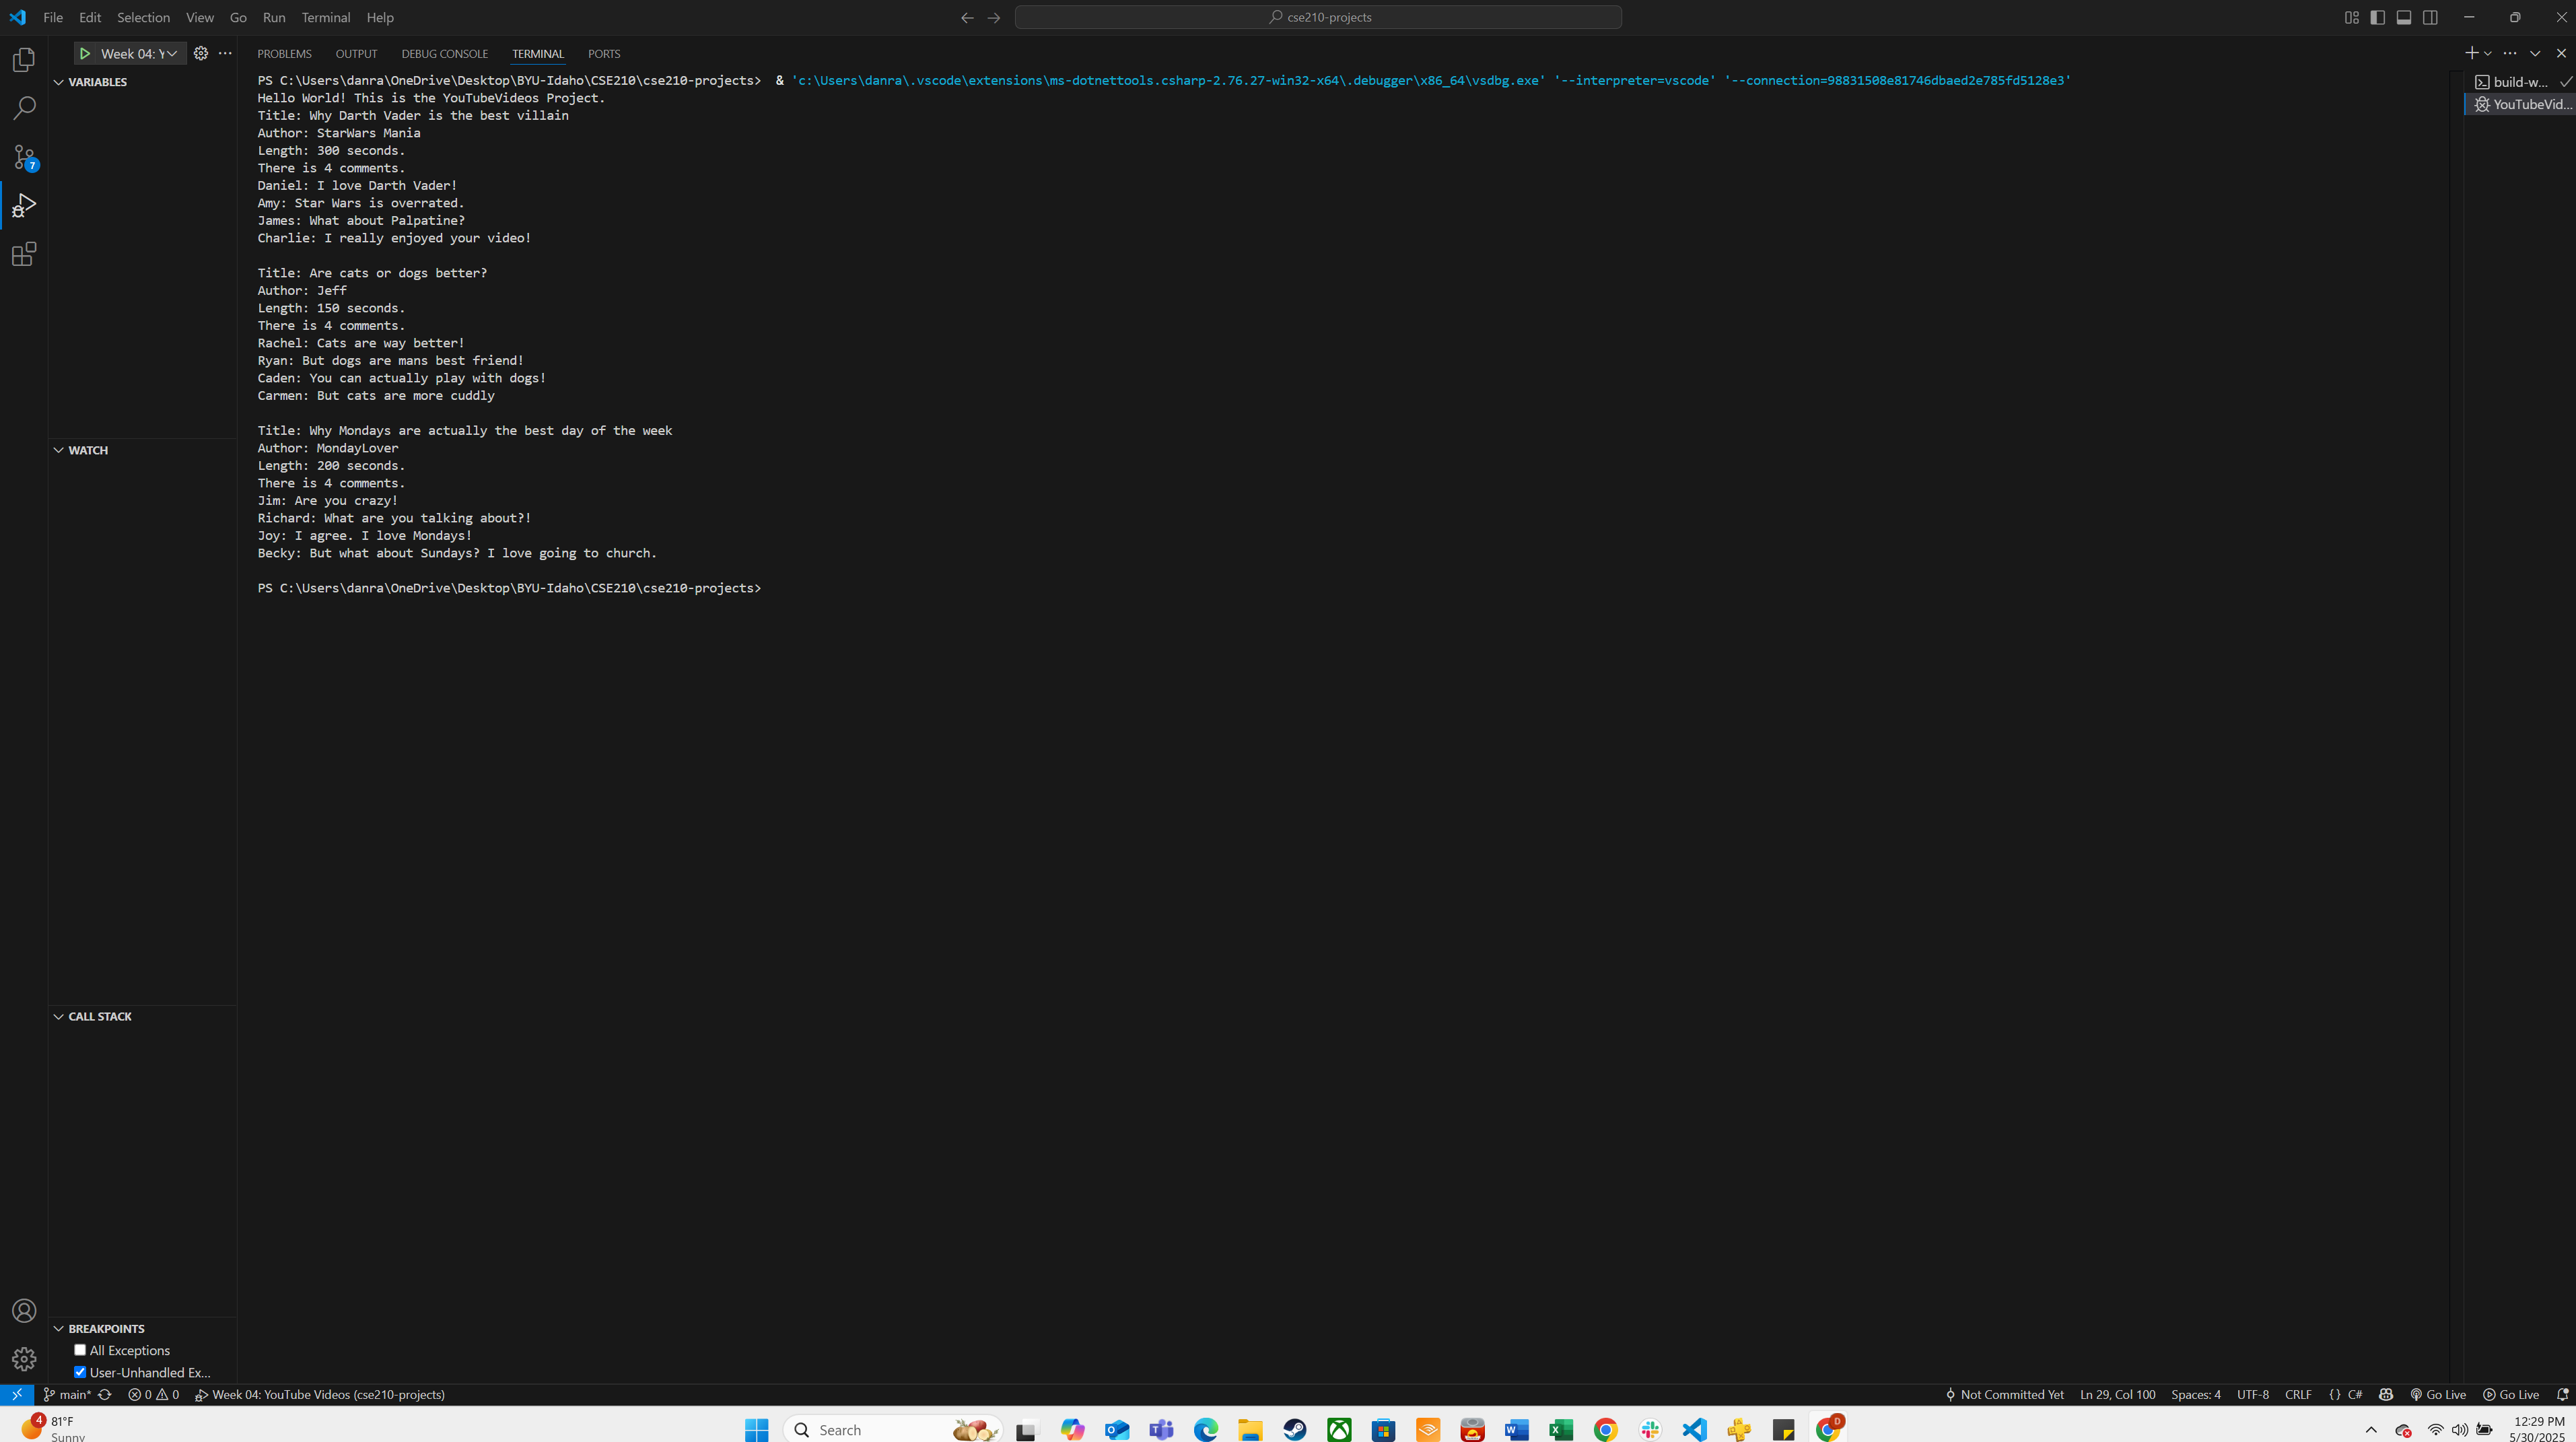 File Edit Selection View Go Run Terminal Help
cse210-projects
Week 04: Y
PROBLEMS OUTPUT DEBUG CONSOLE TERMINAL PORTS
VARIABLES
WATCH
CALL STACK
BREAKPOINTS
All Exceptions
User-Unhandled Ex...
7
PS C:\Users\danra\OneDrive\Desktop\BYU-Idaho\CSE210\cse210-projects>  & 'c:\Users\danra\.vscode\extensions\ms-dotnettools.csharp-2.76.27-win32-x64\.debugger\x86_64\vsdbg.exe' '--interpreter=vscode' '--connection=98831508e81746dbaed2e785fd5128e3'
Hello World! This is the YouTubeVideos Project.
Title: Why Darth Vader is the best villain
Author: StarWars Mania
Length: 300 seconds.
There is 4 comments.
Daniel: I love Darth Vader!
Amy: Star Wars is overrated.
James: What about Palpatine?
Charlie: I really enjoyed your video!
Title: Are cats or dogs better?
Author: Jeff
Length: 150 seconds.
There is 4 comments.
Rachel: Cats are way better!
Ryan: But dogs are mans best friend!
Caden: You can actually play with dogs!
Carmen: But cats are more cuddly
Title: Why Mondays are actually the best day of the week
Author: MondayLover
Length: 200 seconds.
There is 4 comments.
Jim: Are you crazy!
Richard: What are you talking about?!
Joy: I agree. I love Mondays!
Becky: But what about Sundays? I love going to church.
PS C:\Users\danra\OneDrive\Desktop\BYU-Idaho\CSE210\cse210-projects>
build-w...
YouTubeVid...
main* 0 0 Week 04: YouTube Videos (cse210-projects) Not Committed Yet Ln 29, Col 100 Spaces: 4 UTF-8 CRLF {} C# Go Live Go Live
4 81°F
Sunny
Search
D
12:29 PM
5/30/2025